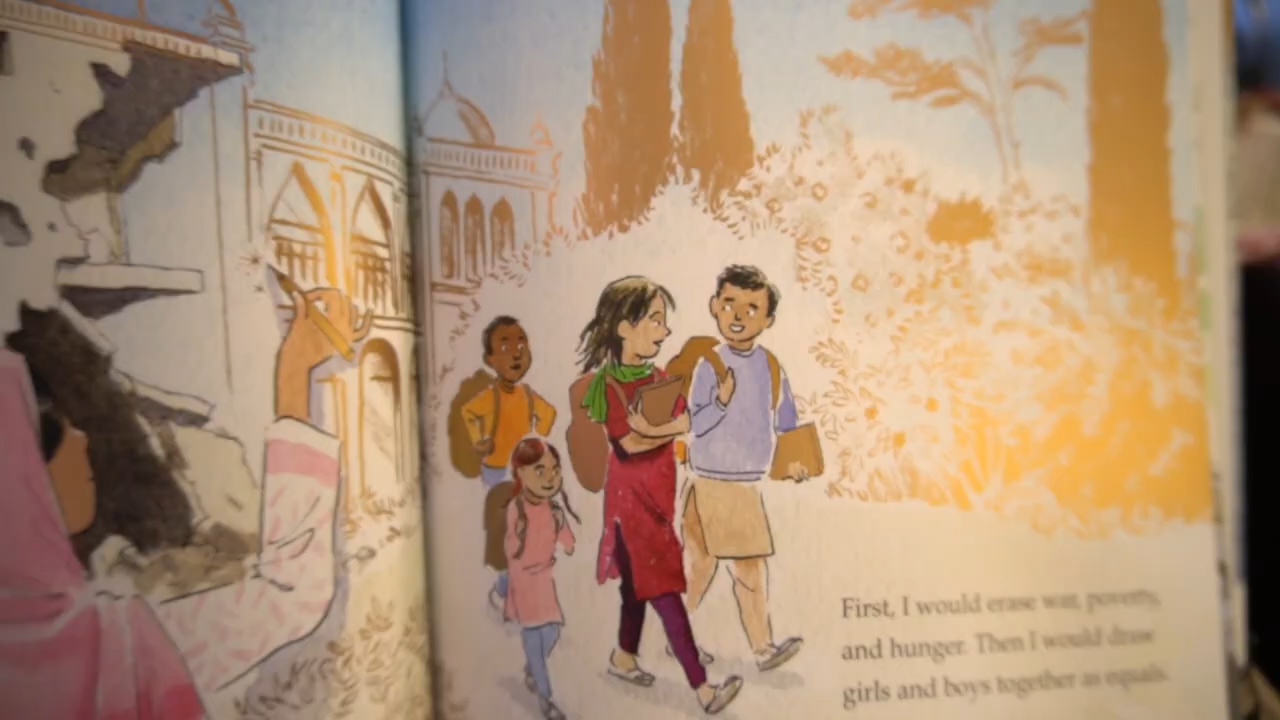 First, I would erase war, poverty,
and hunger. Then I would draw
girls and boys together as equals.